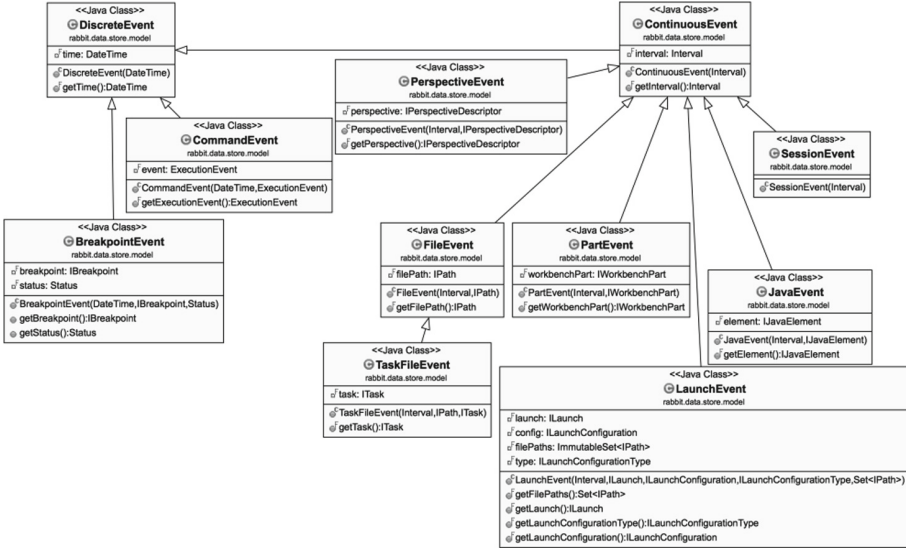 <<Java Class>>
DiscreteEvent
rabbit.data.store.model
time: DateTime
DiscreteEvent(DateTime)
getTime():DateTime
<<Java Class>>
ContinuousEvent
rabbit.data.store.model
interval: Interval
ContinuousEvent(Interval)
getInterval():Interval
<<Java Class>>
PerspectiveEvent
rabbit.data.store.model
perspective: IPerspectiveDescriptor
PerspectiveEvent(Interval,IPerspectiveDescriptor)
getPerspective():IPerspectiveDescriptor
<<Java Class>>
CommandEvent
rabbit.data.store.model
event: ExecutionEvent
CommandEvent(DateTime,ExecutionEvent)
getExecutionEvent():ExecutionEvent
<<Java Class>>
SessionEvent
rabbit.data.store.model
SessionEvent(Interval)
<<Java Class>>
BreakpointEvent
rabbit.data.store.model
breakpoint: IBreakpoint
status: Status
BreakpointEvent(DateTime,IBreakpoint,Status)
getBreakpoint():IBreakpoint
getStatus():Status
<<Java Class>>
FileEvent
rabbit.data.store.model
filePath: IPath
FileEvent(Interval,IPath)
getFilePath():IPath
<<Java Class>>
PartEvent
rabbit.data.store.model
workbenchPart: IWorkbenchPart
PartEvent(Interval,IWorkbenchPart)
getWorkbenchPart():IWorkbenchPart
<<Java Class>>
JavaEvent
rabbit.data.store.model
element: IJavaElement
JavaEvent(Interval,IJavaElement)
getElement():IJavaElement
<<Java Class>>
TaskFileEvent
rabbit.data.store.model
task: ITask
TaskFileEvent(Interval,IPath,ITask)
getTask():ITask
<<Java Class>>
LaunchEvent
rabbit.data.store.model
launch: ILaunch
config: ILaunchConfiguration
filePaths: ImmutableSet<IPath>
type: ILaunchConfigurationType
LaunchEvent(Interval,ILaunch,ILaunchConfiguration,ILaunchConfigurationType,Set<IPath>)
getFilePaths():Set<IPath>
getLaunch():ILaunch
getLaunchConfigurationType():ILaunchConfigurationType
getLaunchConfiguration():ILaunchConfiguration